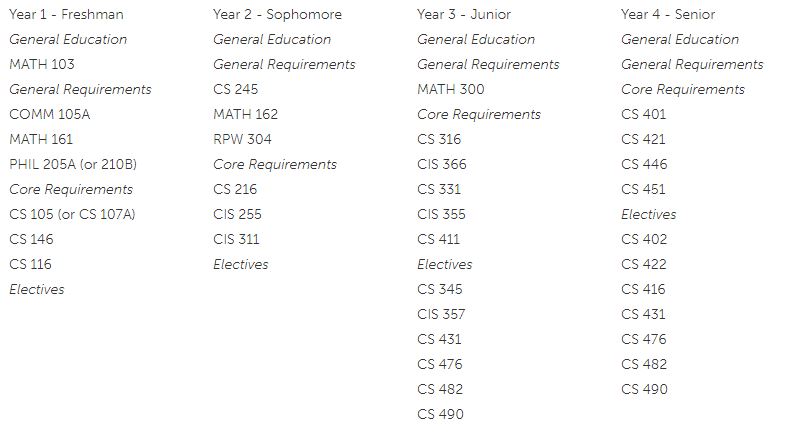 Year 1 - Freshman
General Education
MATH 103
General Requirements
COMM 105A
MATH 161
PHIL 205A (or 210B)
Core Requirements
CS 105 (or CS 107A)
CS 146
CS 116
Electives
Year 2 - Sophomore
General Education
General Requirements
CS 245
MATH 162
RPW 304
Core Requirements
CS 216
CIS 255
CIS 311
Electives
Year 3 - Junior
General Education
General Requirements
MATH 300
Core Requirements
CS 316
CIS 366
CS 331
CIS 355
CS 411
Electives
CS 345
CIS 357
CS 431
CS 476
CS 482
CS 490
Year 4 - Senior
General Education
General Requirements
Core Requirements
CS 401
CS 421
CS 446
CS 451
Electives
CS 402
CS 422
CS 416
CS 431
CS 476
CS 482
CS 490